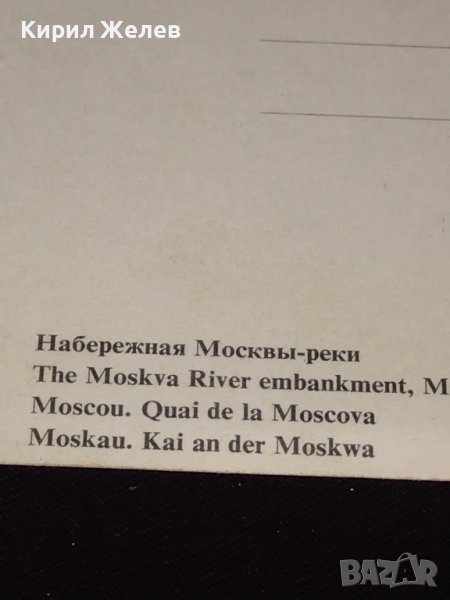 Кирил Желев
Набережная Москвы-реки
The Moskva River embankment, M
Moscou. Quai de la Moscova
Moskau. Kai an der Moskwa
BAZAR